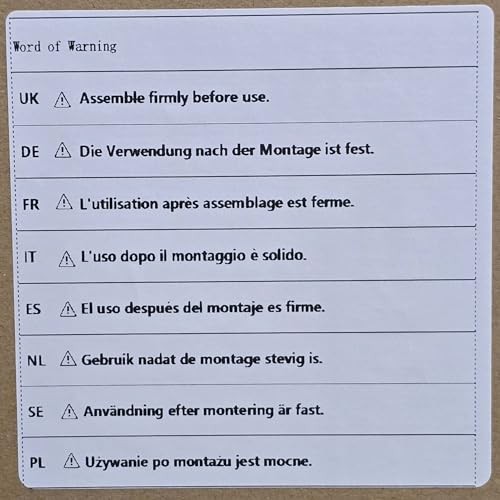 Word of Warning
UK ⚠ Assemble firmly before use.
DE ⚠ Die Verwendung nach der Montage ist fest.
FR ⚠ L'utilisation après assemblage est ferme.
IT ⚠ L'uso dopo il montaggio è solido.
ES ⚠ El uso después del montaje es firme.
NL ⚠ Gebruik nadat de montage stevig is.
SE ⚠ Användning efter montering är fast.
PL ⚠ Używanie po montażu jest mocne.